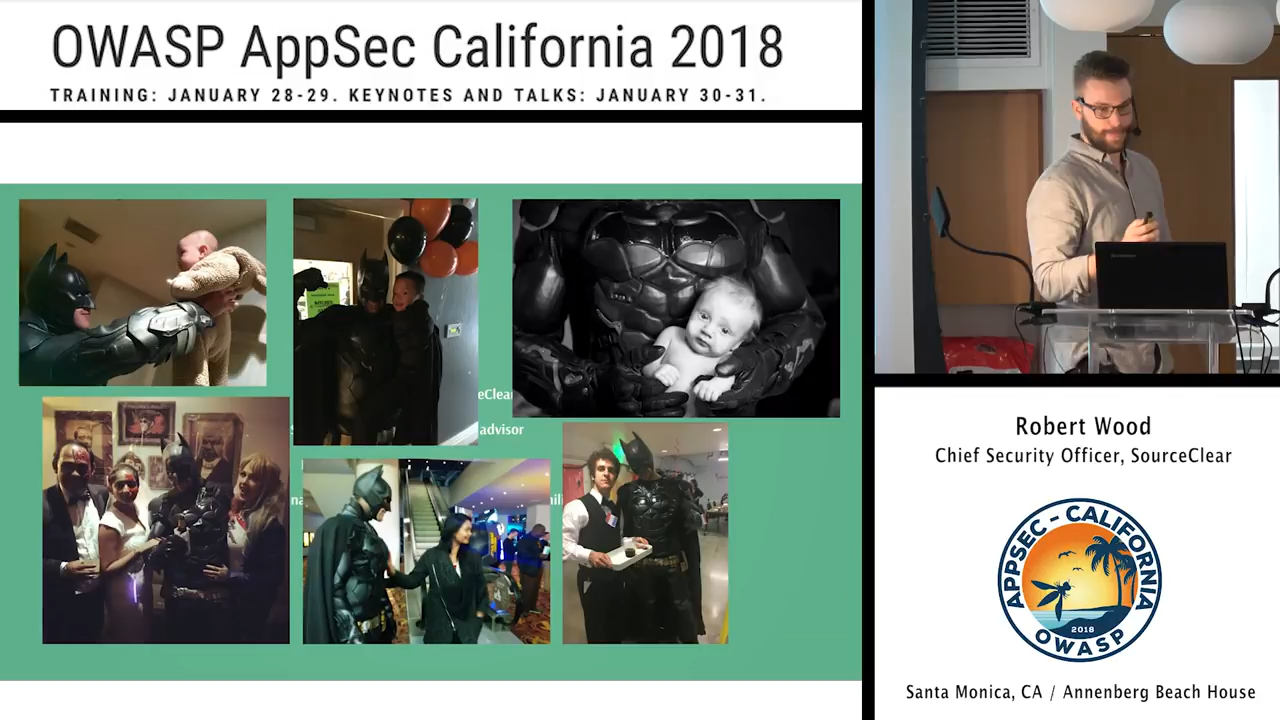 OWASP AppSec California 2018
TRAINING: JANUARY 28-29. KEYNOTES AND TALKS: JANUARY 30-31.
advisor
Robert Wood
Chief Security Officer, SourceClear
APPSEC - CALIFORNIA
2018
OWASP
Santa Monica, CA / Annenberg Beach House